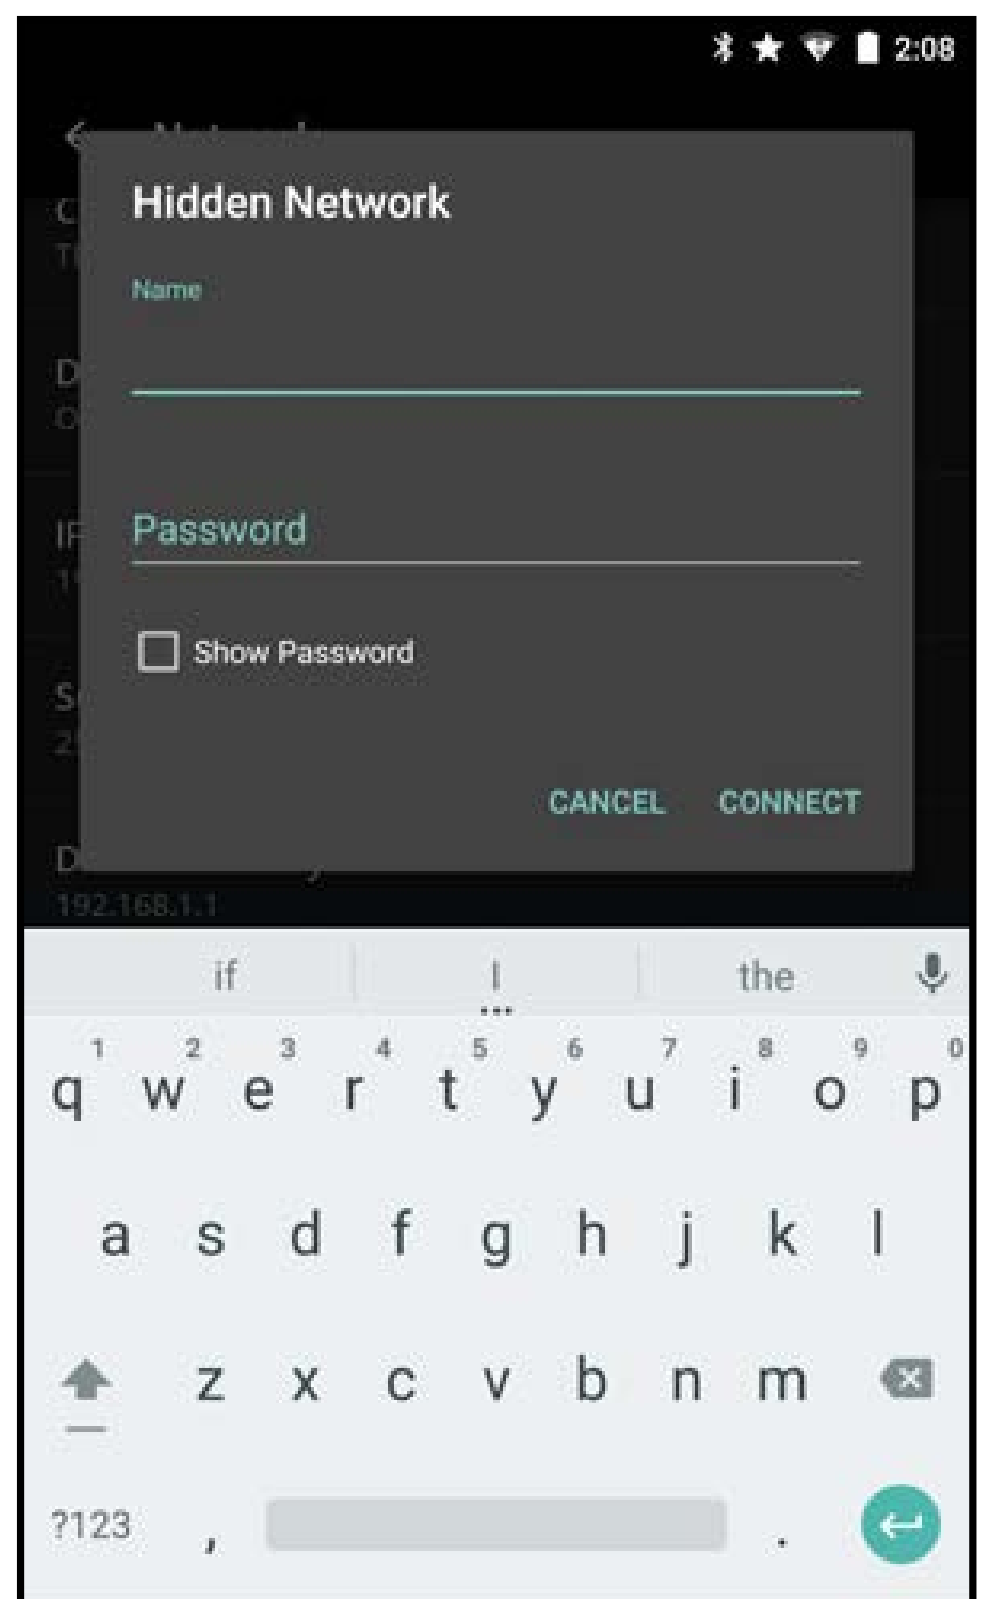 2:08
Hidden Network
Name
Password
Show Password
CANCEL CONNECT
192.168.1.1
if I the
1 2 3 4 5 6 7 8 9 0
q w e r t y u i o p
a s d f g h j k l
z x c v b n m
?123 , .